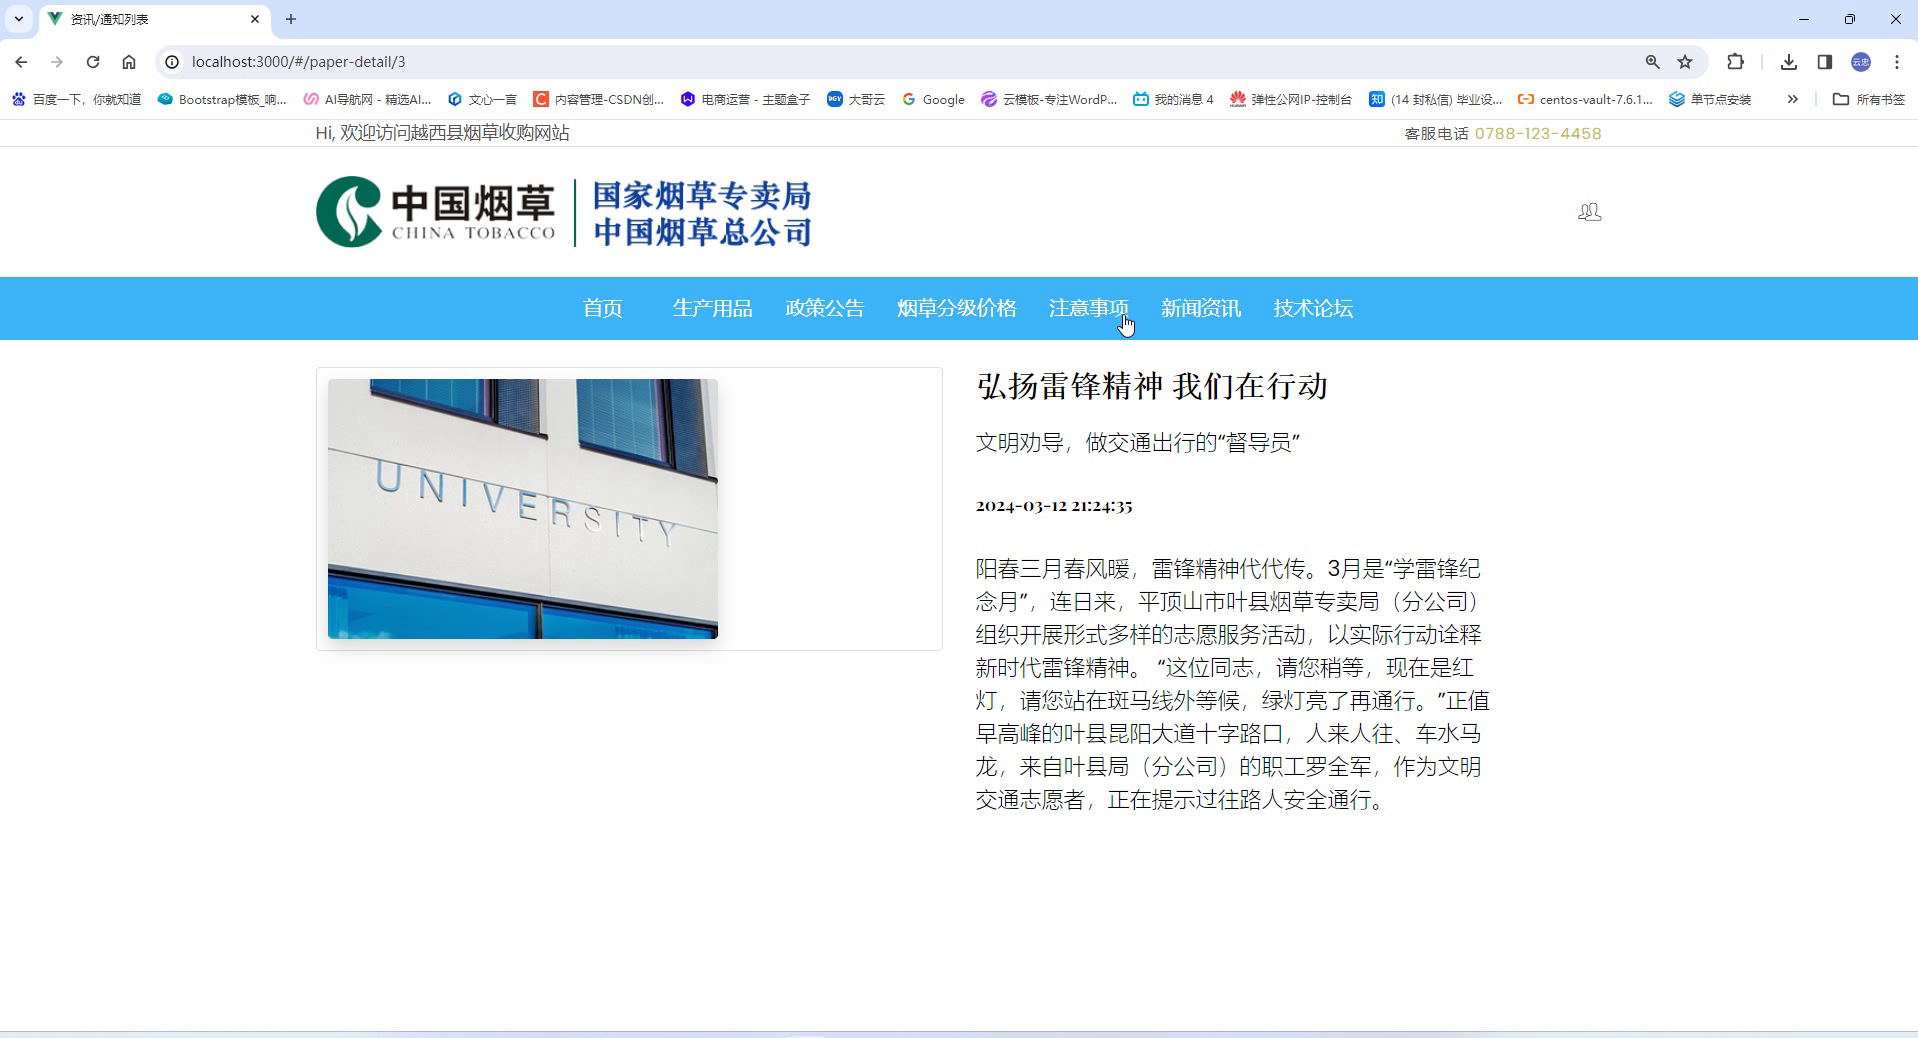 资讯/通知列表
localhost:3000/#/paper-detail/3
云忠
百度一下，你就知道
Bootstrap模板_响...
AI导航网 - 精选AI...
文心一言
内容管理-CSDN创...
电商运营 - 主题盒子
大哥云
Google
云模板-专注WordP...
我的消息 4
弹性公网IP-控制台
(14 封私信) 毕业设...
centos-vault-7.6.1...
单节点安装
所有书签
Hi, 欢迎访问越西县烟草收购网站
客服电话 0788-123-4458
中国烟草
CHINA TOBACCO
国家烟草专卖局
中国烟草总公司
首页 生产用品 政策公告 烟草分级价格 注意事项 新闻资讯 技术论坛
UNIVERSITY
弘扬雷锋精神 我们在行动
文明劝导，做交通出行的“督导员”
2024-03-12 21:24:35
阳春三月春风暖，雷锋精神代代传。3月是“学雷锋纪
念月”，连日来，平顶山市叶县烟草专卖局（分公司）
组织开展形式多样的志愿服务活动，以实际行动诠释
新时代雷锋精神。 “这位同志，请您稍等，现在是红
灯，请您站在斑马线外等候，绿灯亮了再通行。”正值
早高峰的叶县昆阳大道十字路口，人来人往、车水马
龙，来自叶县局（分公司）的职工罗全军，作为文明
交通志愿者，正在提示过往路人安全通行。